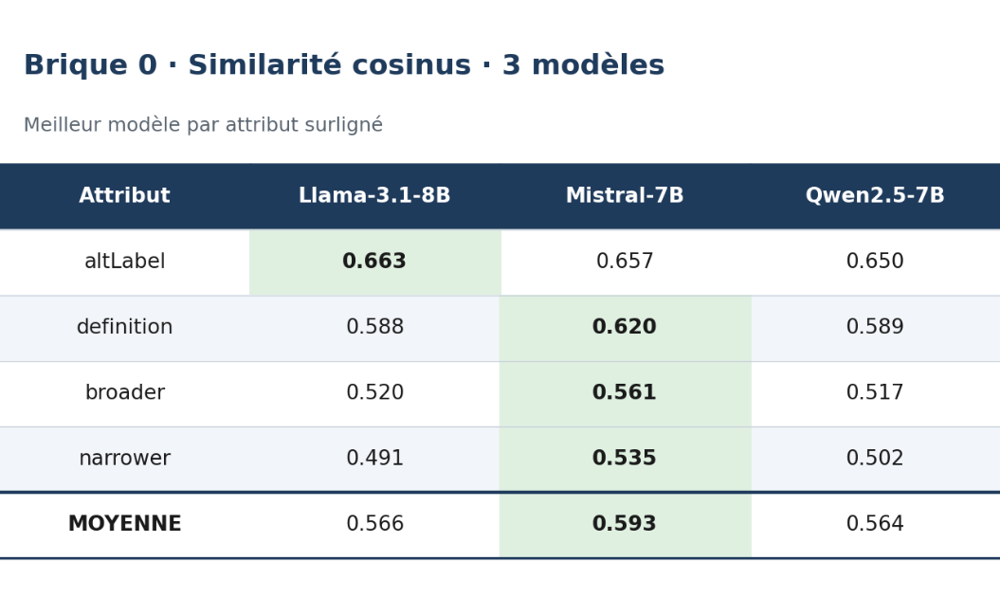 Brique 0 · Similarité cosinus · 3 modèles
Meilleur modèle par attribut surligné
Attribut Llama-3.1-8B Mistral-7B Qwen2.5-7B
altLabel 0.663 0.657 0.650
definition 0.588 0.620 0.589
broader 0.520 0.561 0.517
narrower 0.491 0.535 0.502
MOYENNE 0.566 0.593 0.564